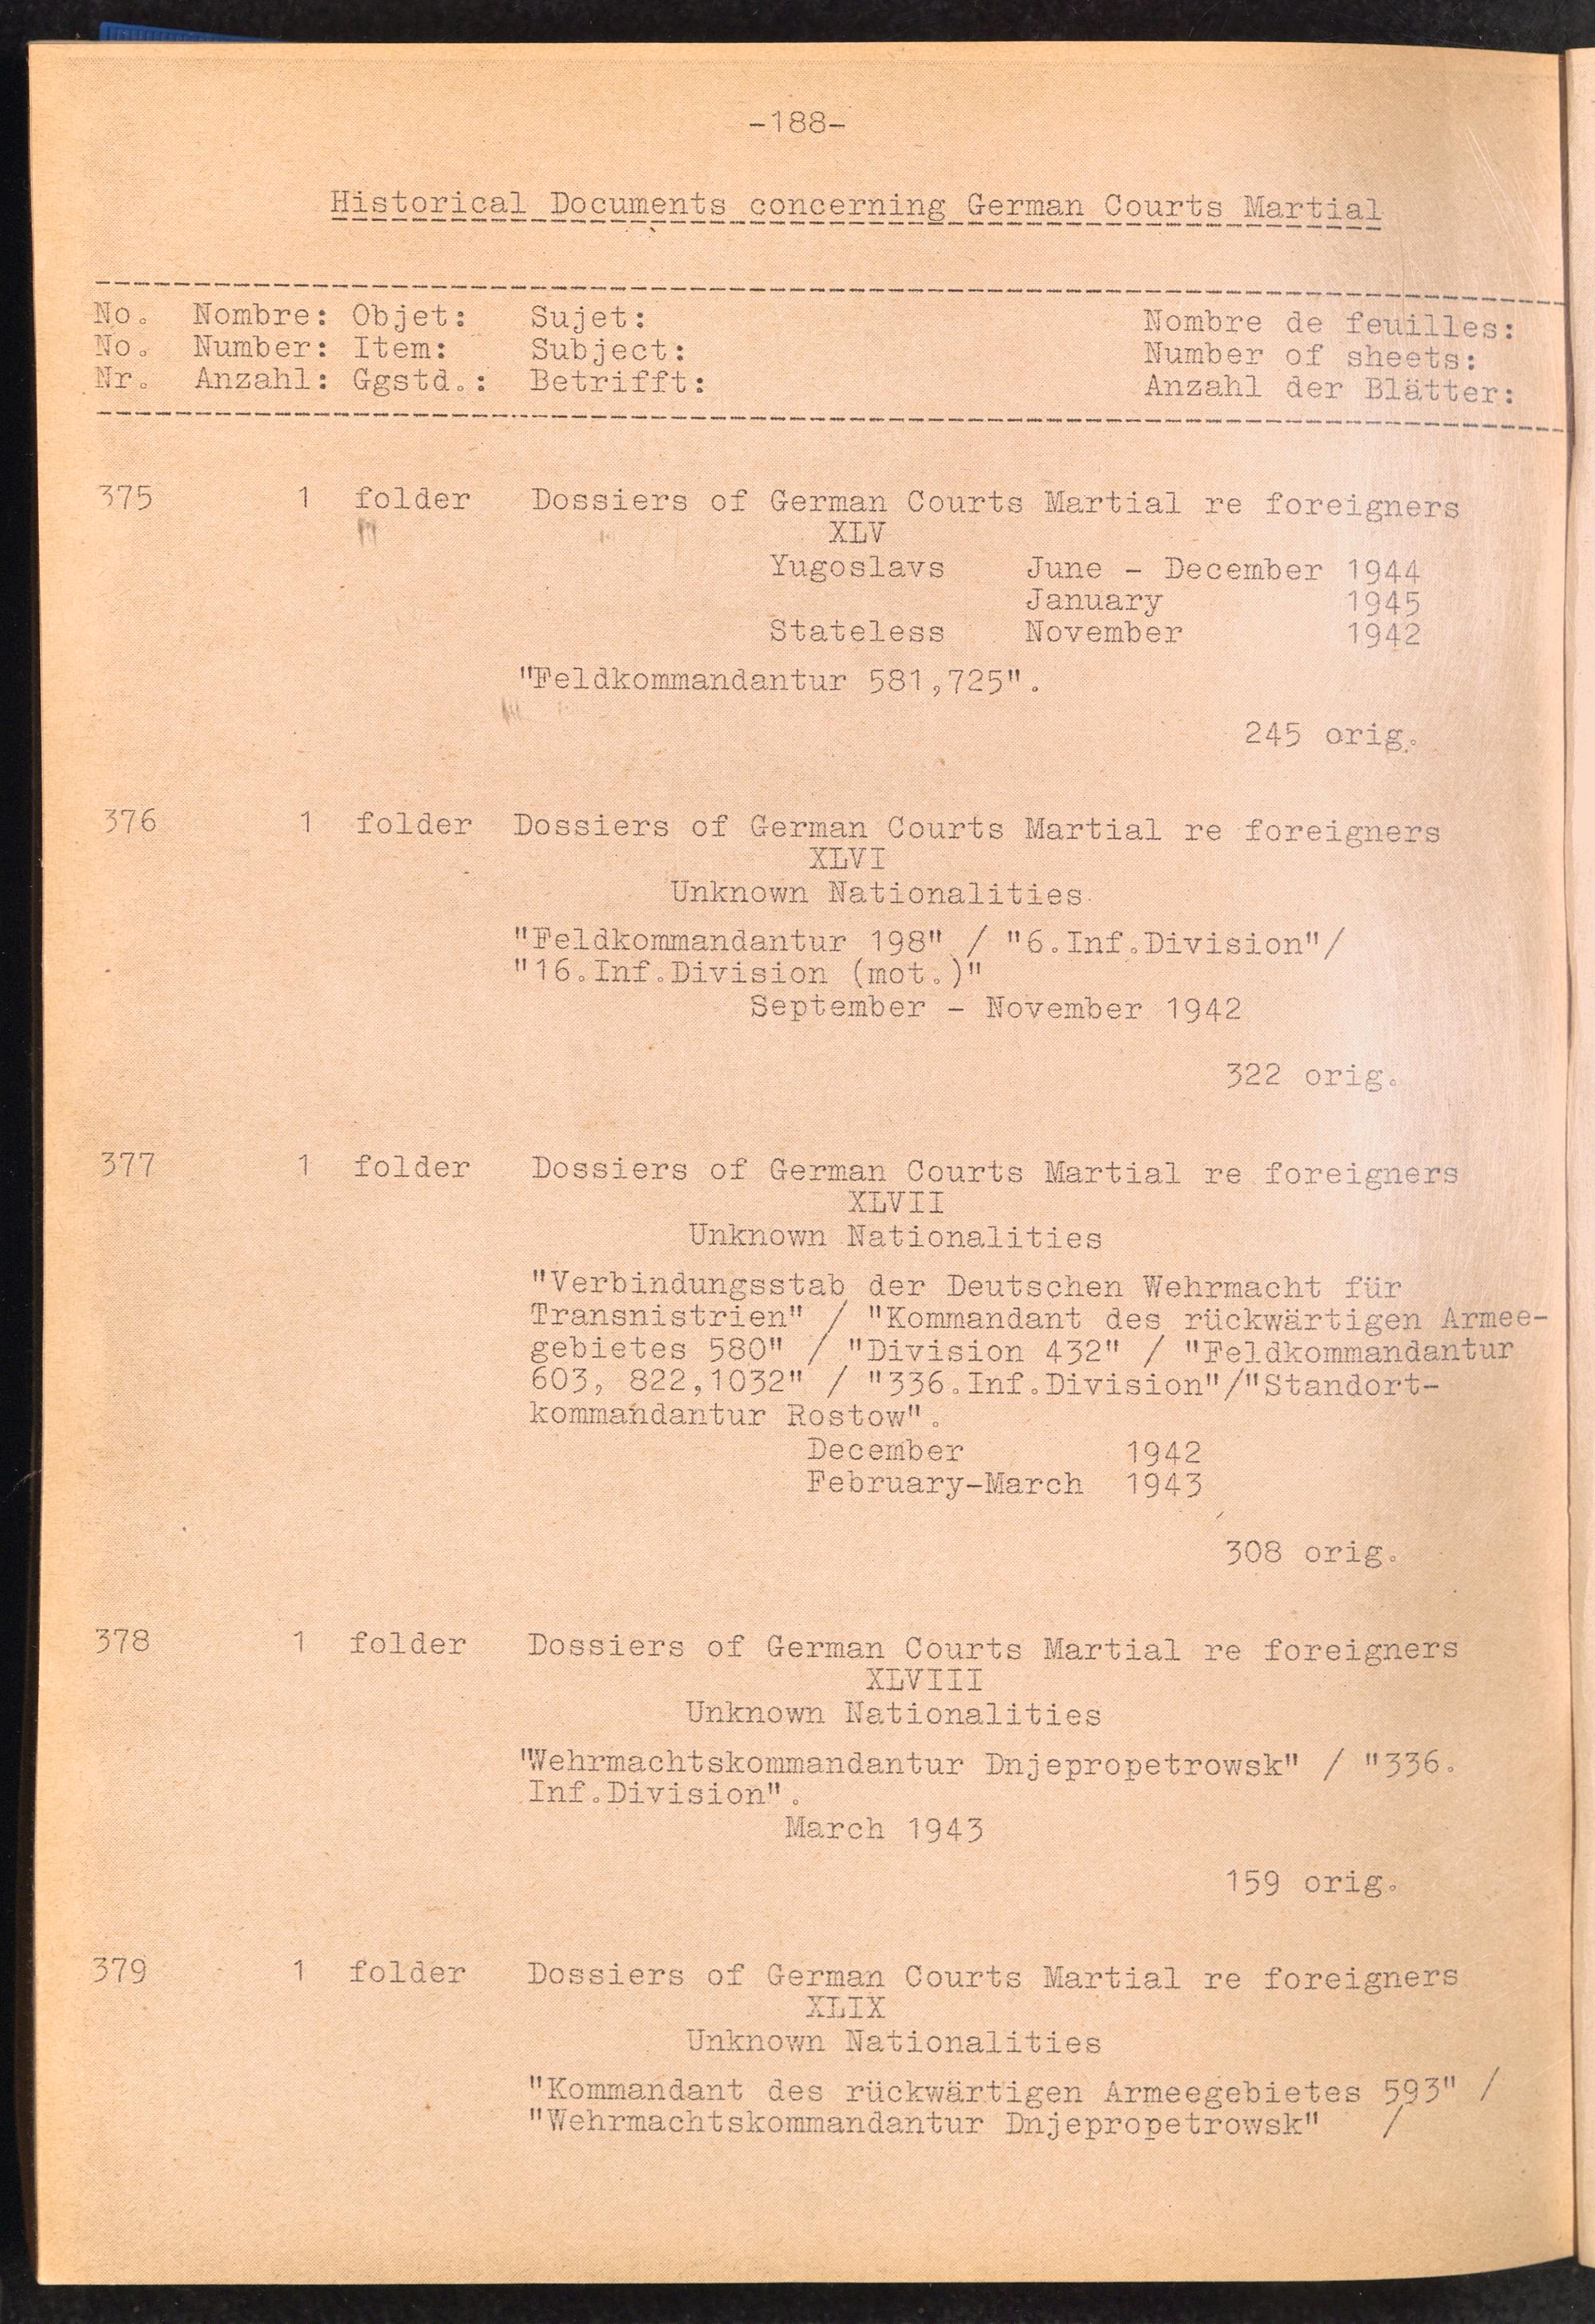 -188-
Historical Documents concerning German Courts Martial
No. Nombre: Objet: Sujet: Nombre de feuilles:
No. Number: Item: Subject: Number of sheets:
Nr. Anzahl: Ggstd.: Betrifft: Anzahl der Blätter:
375 1 folder Dossiers of German Courts Martial re foreigners
XLV
Yugoslavs June - December 1944
January 1945
Stateless November 1942
"Feldkommandantur 581,725".
245 orig.
376 1 folder Dossiers of German Courts Martial re foreigners
XLVI
Unknown Nationalities
"Feldkommandantur 198" / "6.Inf.Division"/
"16.Inf.Division (mot.)"
September - November 1942
322 orig.
377 1 folder Dossiers of German Courts Martial re foreigners
XLVII
Unknown Nationalities
"Verbindungsstab der Deutschen Wehrmacht für
Transnistrien" / "Kommandant des rückwärtigen Armee-
gebietes 580" / "Division 432" / "Feldkommandantur
603, 822,1032" / "336.Inf.Division"/"Standort-
kommandantur Rostow".
December 1942
February-March 1943
308 orig.
378 1 folder Dossiers of German Courts Martial re foreigners
XLVIII
Unknown Nationalities
"Wehrmachtskommandantur Dnjepropetrowsk" / "336.
Inf.Division".
March 1943
159 orig.
379 1 folder Dossiers of German Courts Martial re foreigners
XLIX
Unknown Nationalities
"Kommandant des rückwärtigen Armeegebietes 593" /
"Wehrmachtskommandantur Dnjepropetrowsk" /